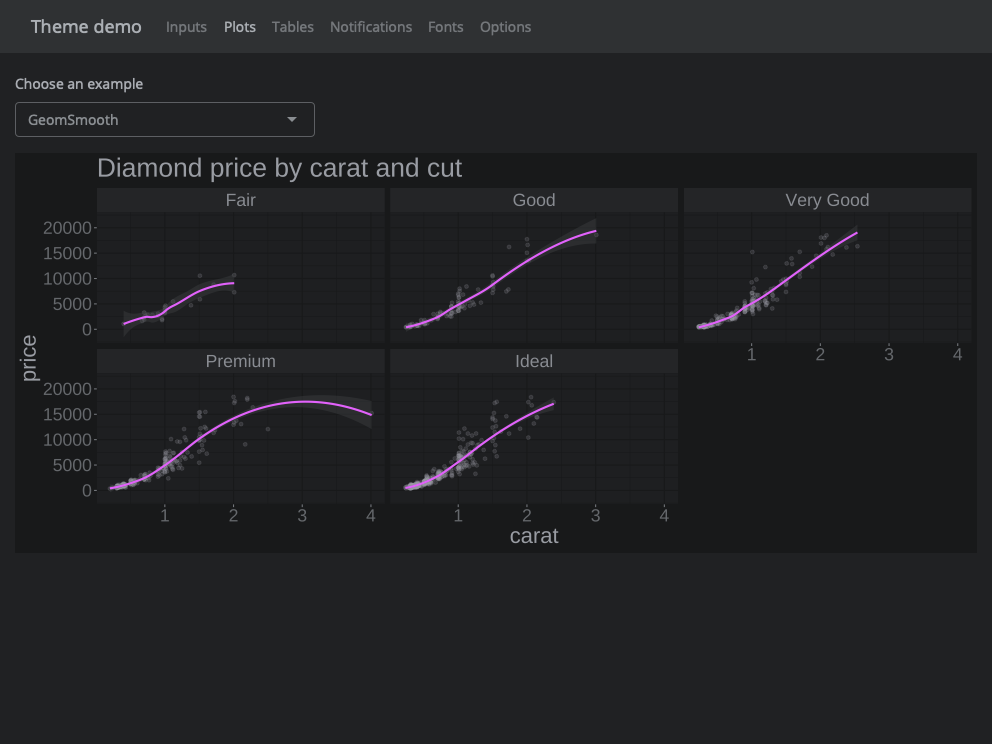 Theme demo Inputs Plots Tables Notifications Fonts Options
Choose an example
GeomSmooth
Diamond price by carat and cut
Fair Good Very Good
20000
15000
10000
5000
0
1 2 3 4
price
Premium Ideal
20000
15000
10000
5000
0
1 2 3 4 1 2 3 4
carat